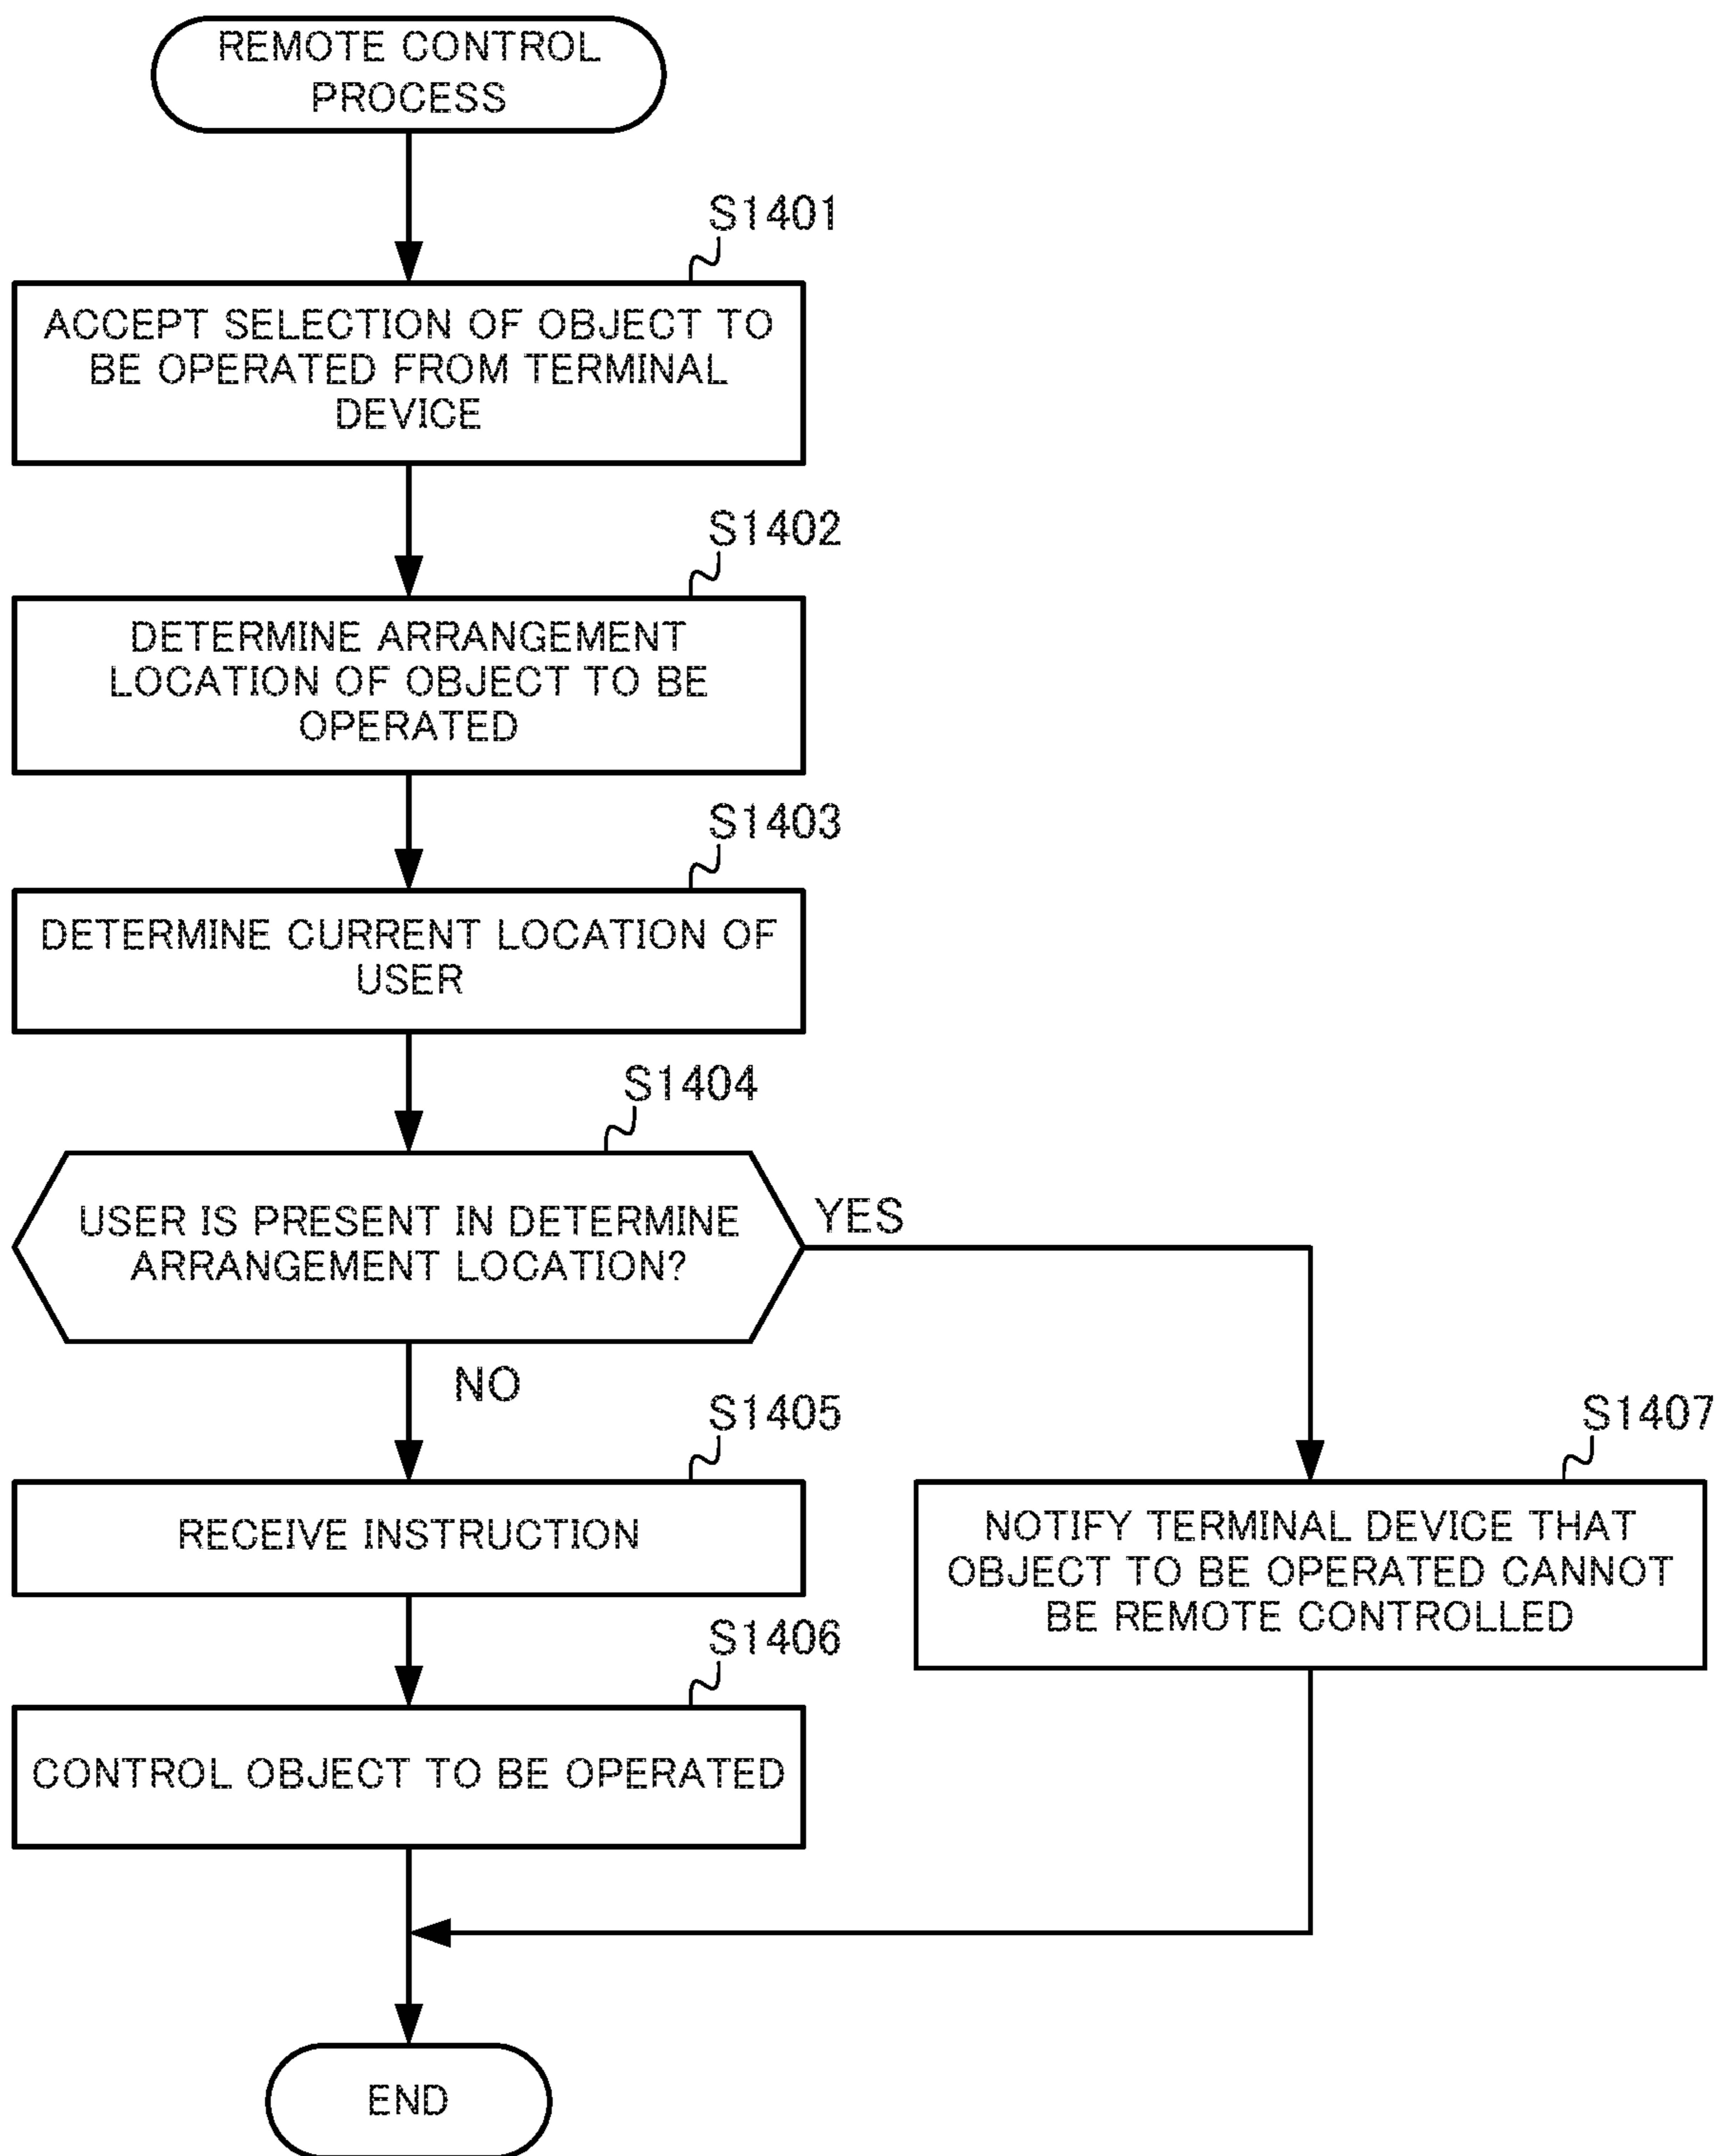 REMOTE CONTROL
PROCESS
S1401
ACCEPT SELECTION OF OBJECT TO
BE OPERATED FROM TERMINAL
DEVICE
S1402
DETERMINE ARRANGEMENT
LOCATION OF OBJECT TO BE
OPERATED
S1403
DETERMINE CURRENT LOCATION OF
USER
S1404
USER IS PRESENT IN DETERMINE
ARRANGEMENT LOCATION?
YES
NO
S1405
RECEIVE INSTRUCTION
S1407
NOTIFY TERMINAL DEVICE THAT
OBJECT TO BE OPERATED CANNOT
BE REMOTE CONTROLLED
S1406
CONTROL OBJECT TO BE OPERATED
END